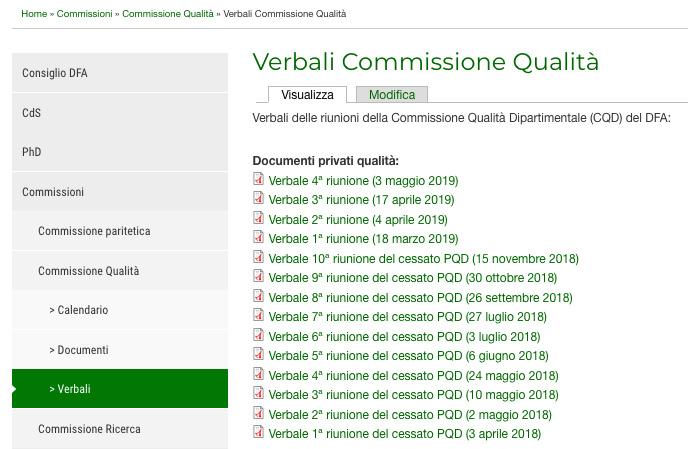 Home » Commissioni » Commissione Qualità » Verbali Commissione Qualità
Consiglio DFA
CdS
PhD
Commissioni
Commissione paritetica
Commissione Qualità
> Calendario
> Documenti
> Verbali
Commissione Ricerca
Verbali Commissione Qualità
Visualizza Modifica
Verbali delle riunioni della Commissione Qualità Dipartimentale (CQD) del DFA:
Documenti privati qualità:
Verbale 4ª riunione (3 maggio 2019)
Verbale 3ª riunione (17 aprile 2019)
Verbale 2ª riunione (4 aprile 2019)
Verbale 1ª riunione (18 marzo 2019)
Verbale 10ª riunione del cessato PQD (15 novembre 2018)
Verbale 9ª riunione del cessato PQD (30 ottobre 2018)
Verbale 8ª riunione del cessato PQD (26 settembre 2018)
Verbale 7ª riunione del cessato PQD (27 luglio 2018)
Verbale 6ª riunione del cessato PQD (3 luglio 2018)
Verbale 5ª riunione del cessato PQD (6 giugno 2018)
Verbale 4ª riunione del cessato PQD (24 maggio 2018)
Verbale 3ª riunione del cessato PQD (10 maggio 2018)
Verbale 2ª riunione del cessato PQD (2 maggio 2018)
Verbale 1ª riunione del cessato PQD (3 aprile 2018)